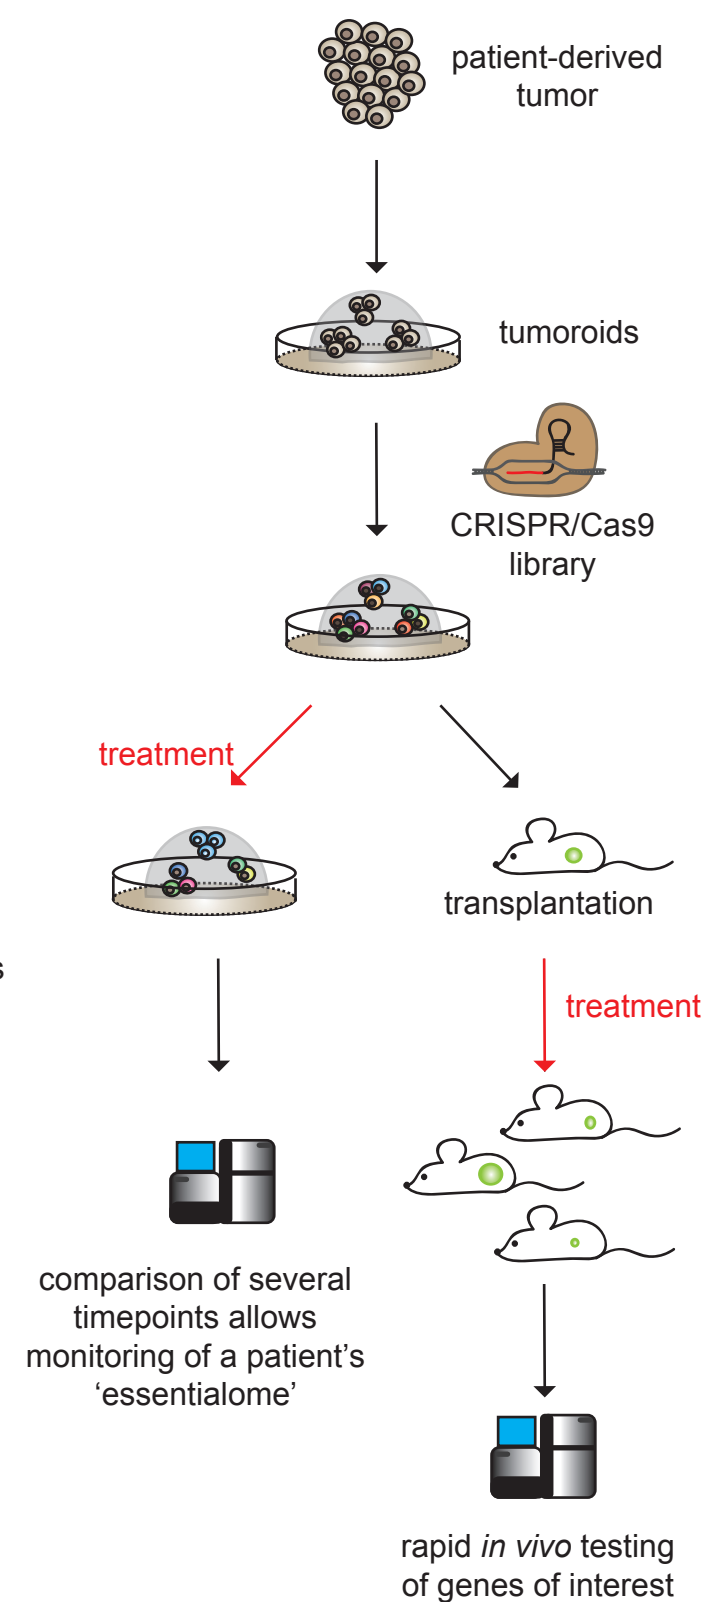 patient-derived
tumor
tumoroids
CRISPR/Cas9
library
treatment
transplantation
s
treatment
comparison of several
timepoints allows
monitoring of a patient’s
‘essentialome’
rapid in vivo testing
of genes of interest